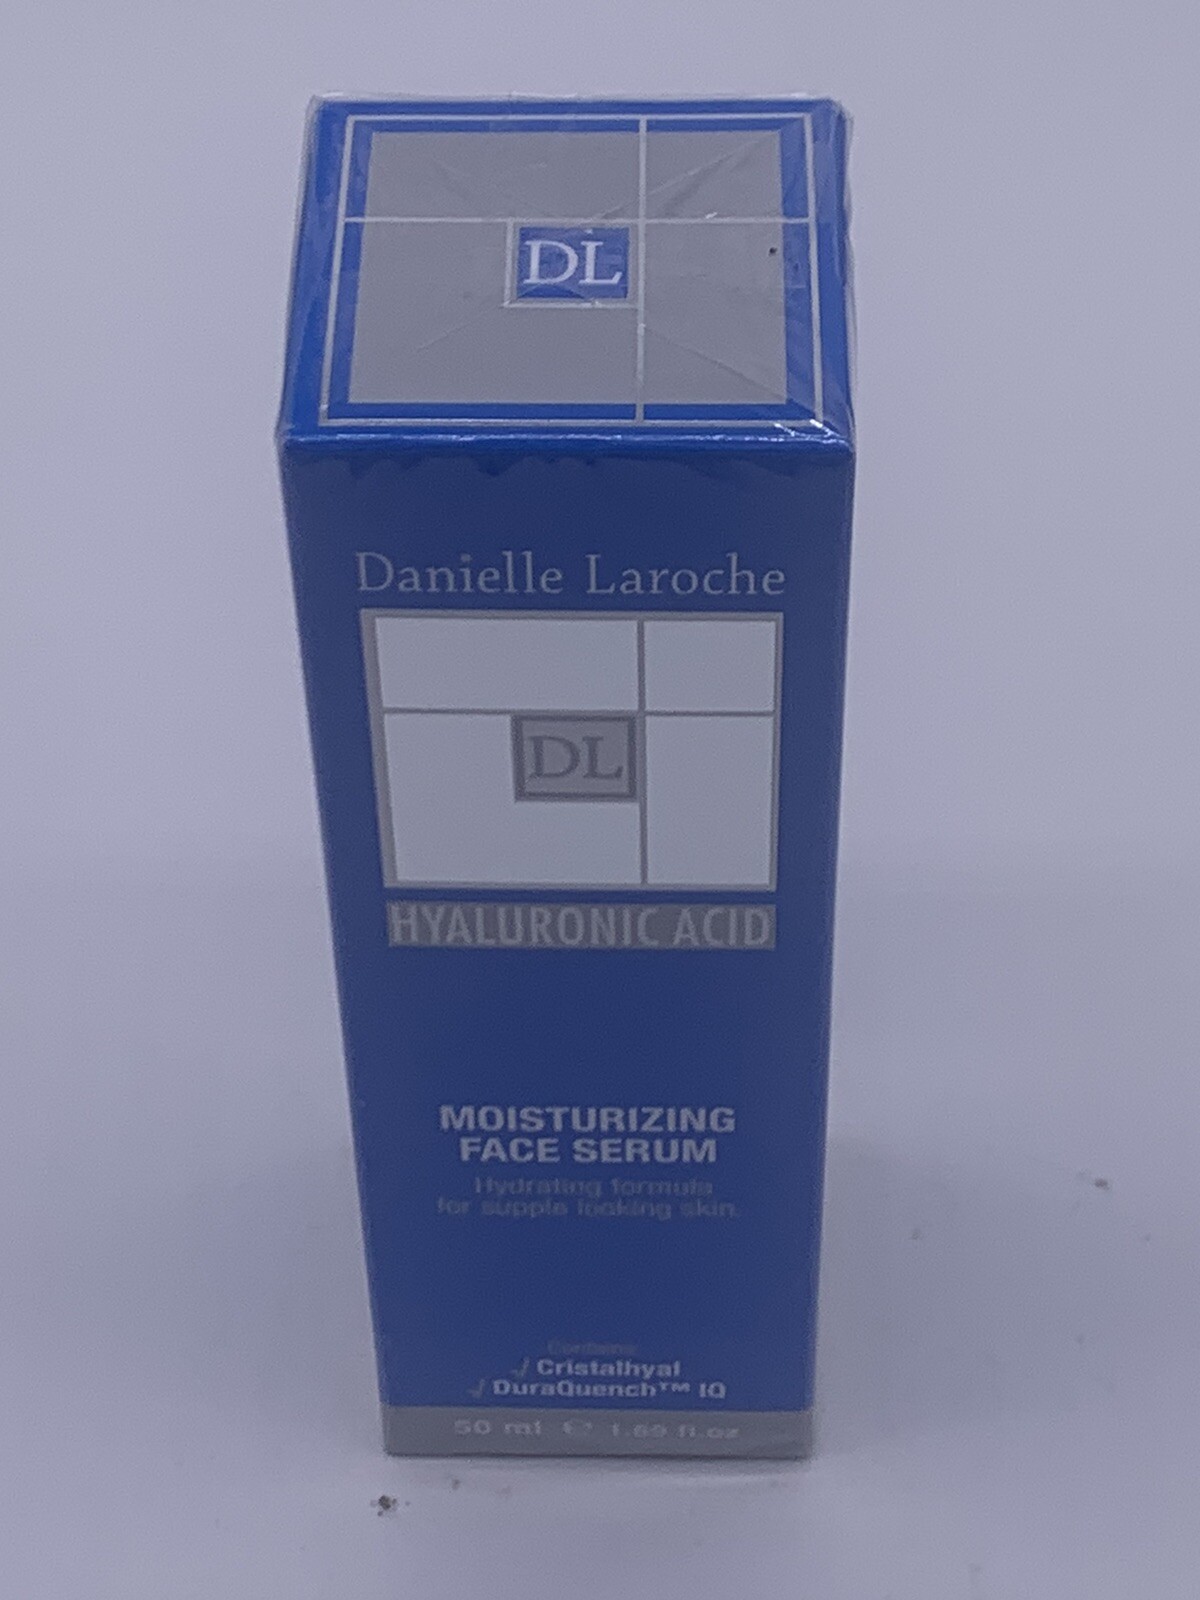 DL
Danielle Laroche
DL
HYALURONIC ACID
MOISTURIZING
FACE SERUM
Hydrating formula
for supple looking skin.
Contains:
√ Cristalhyal
√ DuraQuench™ IQ
50 ml ℮ 1.69 fl.oz